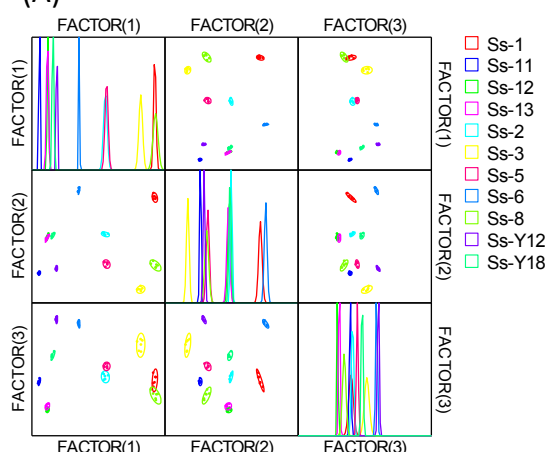 FACTOR(1) FACTOR(2) FACTOR(3)
FACTOR(1)
FACTOR(2)
FACTOR(3)
FACTOR(1)
FACTOR(2)
FACTOR(3)
FACTOR(1) FACTOR(2) FACTOR(3)
Ss-1
Ss-11
Ss-12
Ss-13
Ss-2
Ss-3
Ss-5
Ss-6
Ss-8
Ss-Y12
Ss-Y18